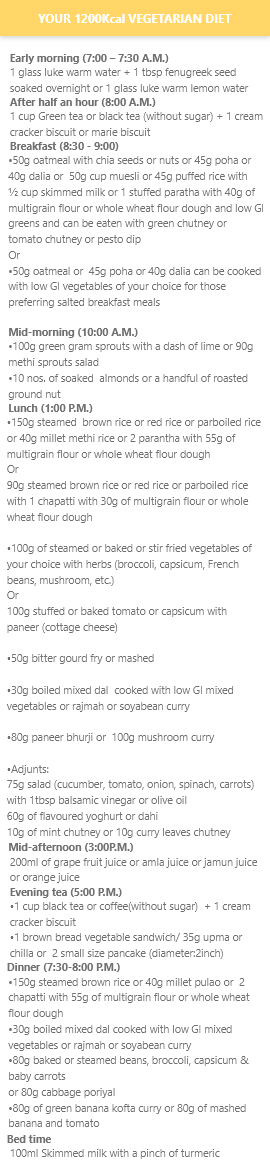 YOUR 1200Kcal VEGETARIAN DIET
Early morning (7:00 – 7:30 A.M.)
1 glass luke warm water + 1 tbsp fenugreek seed
soaked overnight or 1 glass luke warm lemon water
After half an hour (8:00 A.M.)
1 cup Green tea or black tea (without sugar) + 1 cream
cracker biscuit or marie biscuit
Breakfast (8:30 - 9:00)
•50g oatmeal with chia seeds or nuts or 45g poha or
40g dalia or  50g cup muesli or 45g puffed rice with
½ cup skimmed milk or 1 stuffed paratha with 40g of
multigrain flour or whole wheat flour dough and low GI
greens and can be eaten with green chutney or
tomato chutney or pesto dip
Or
•50g oatmeal or  45g poha or 40g dalia can be cooked
with low GI vegetables of your choice for those
preferring salted breakfast meals
Mid-morning (10:00 A.M.)
•100g green gram sprouts with a dash of lime or 90g
methi sprouts salad
•10 nos. of soaked  almonds or a handful of roasted
ground nut
Lunch (1:00 P.M.)
•150g steamed  brown rice or red rice or parboiled rice
or 40g millet methi rice or 2 parantha with 55g of
multigrain flour or whole wheat flour dough
Or
90g steamed brown rice or red rice or parboiled rice
with 1 chapatti with 30g of multigrain flour or whole
wheat flour dough
•100g of steamed or baked or stir fried vegetables of
your choice with herbs (broccoli, capsicum, French
beans, mushroom, etc.)
Or
100g stuffed or baked tomato or capsicum with
paneer (cottage cheese)
•50g bitter gourd fry or mashed
•30g boiled mixed dal  cooked with low GI mixed
vegetables or rajmah or soyabean curry
•80g paneer bhurji or  100g mushroom curry
•Adjunts:
75g salad (cucumber, tomato, onion, spinach, carrots)
with 1tbsp balsamic vinegar or olive oil
60g of flavoured yoghurt or dahi
10g of mint chutney or 10g curry leaves chutney
Mid-afternoon (3:00P.M.)
200ml of grape fruit juice or amla juice or jamun juice
or orange juice
Evening tea (5:00 P.M.)
•1 cup black tea or coffee(without sugar)  + 1 cream
cracker biscuit
•1 brown bread vegetable sandwich/ 35g upma or
chilla or  2 small size pancake (diameter:2inch)
Dinner (7:30-8:00 P.M.)
•150g steamed brown rice or 40g millet pulao or  2
chapatti with 55g of multigrain flour or whole wheat
flour dough
•30g boiled mixed dal cooked with low GI mixed
vegetables or rajmah or soyabean curry
•80g baked or steamed beans, broccoli, capsicum &
baby carrots
or 80g cabbage poriyal
•80g of green banana kofta curry or 80g of mashed
banana and tomato
Bed time
100ml Skimmed milk with a pinch of turmeric